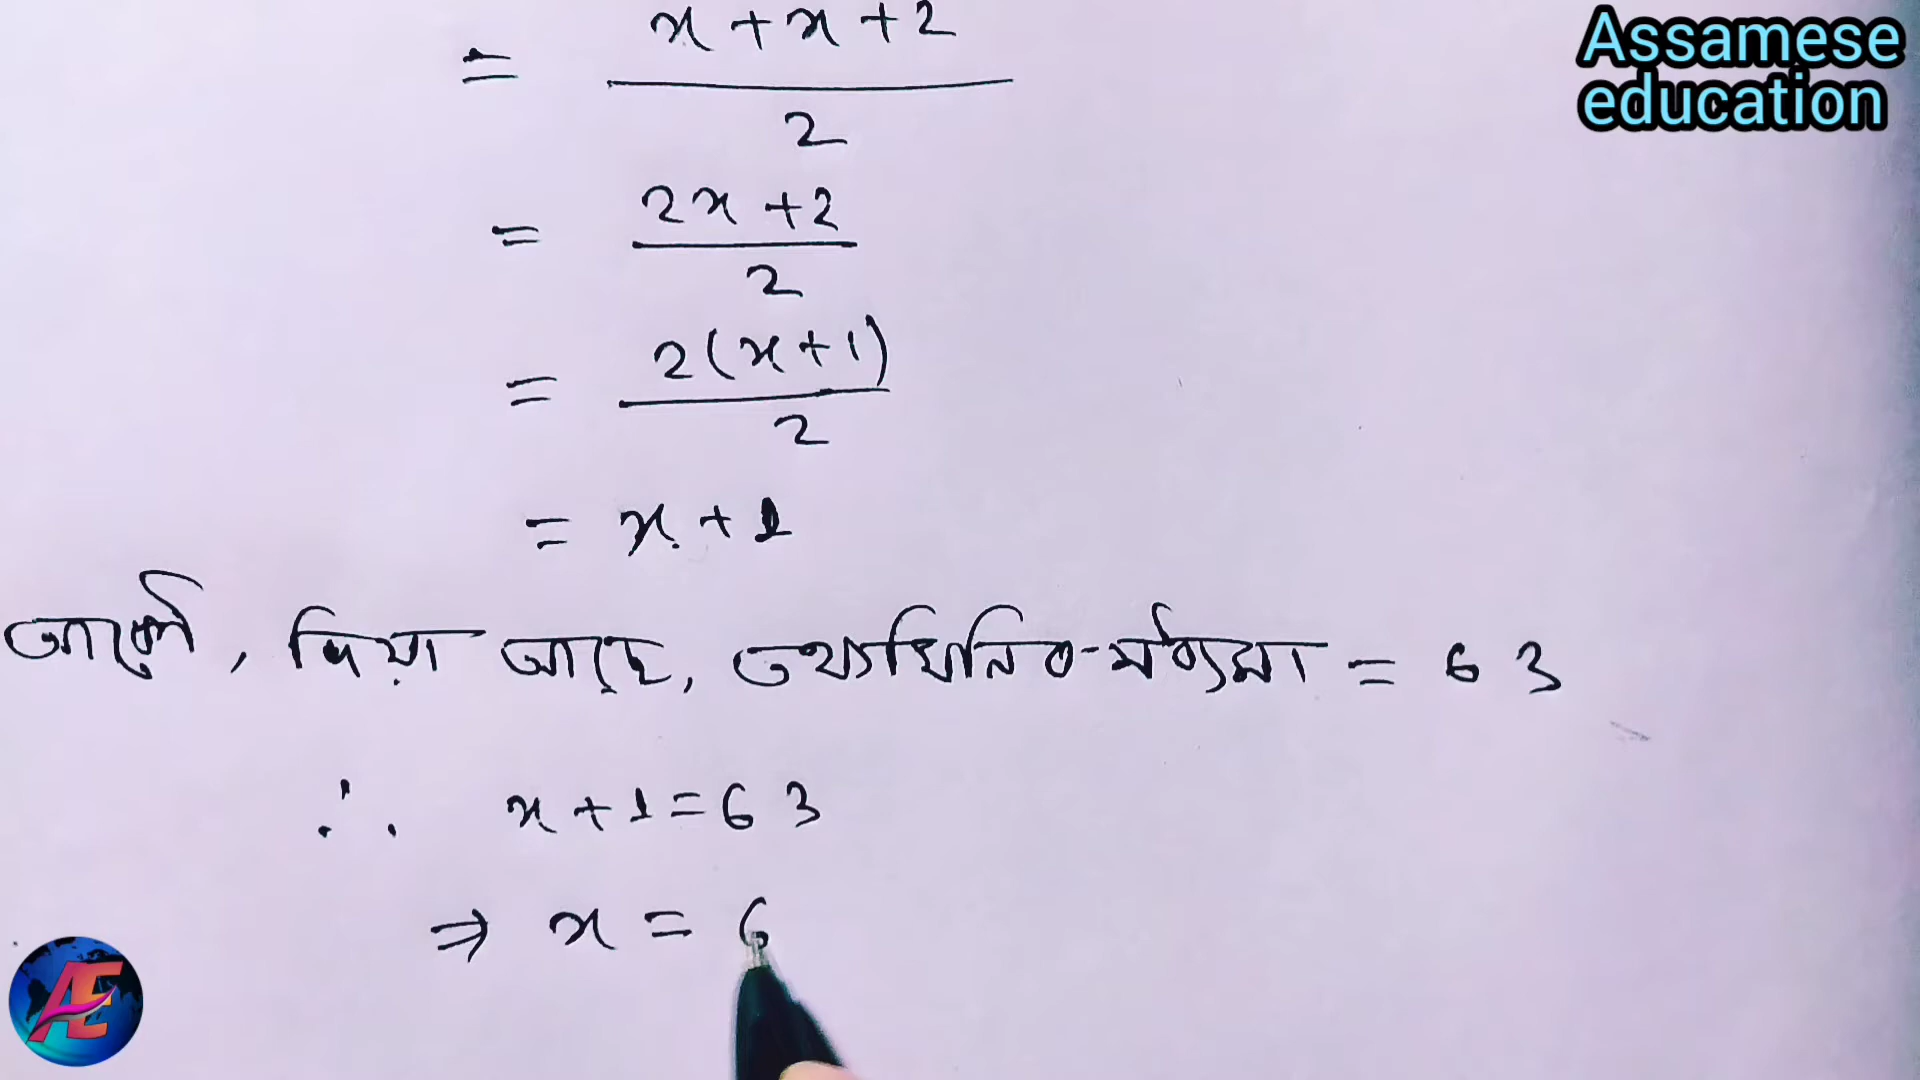 = x + x + 2 / 2
= 2x + 2 / 2
= 2(x + 1) / 2
= x + 1
আকৌ, দিয়া আছে, তথ্যখিনিৰ মধ্যমা = 63
∴ x + 1 = 63
⇒ x = 6
Assamese
education
AE